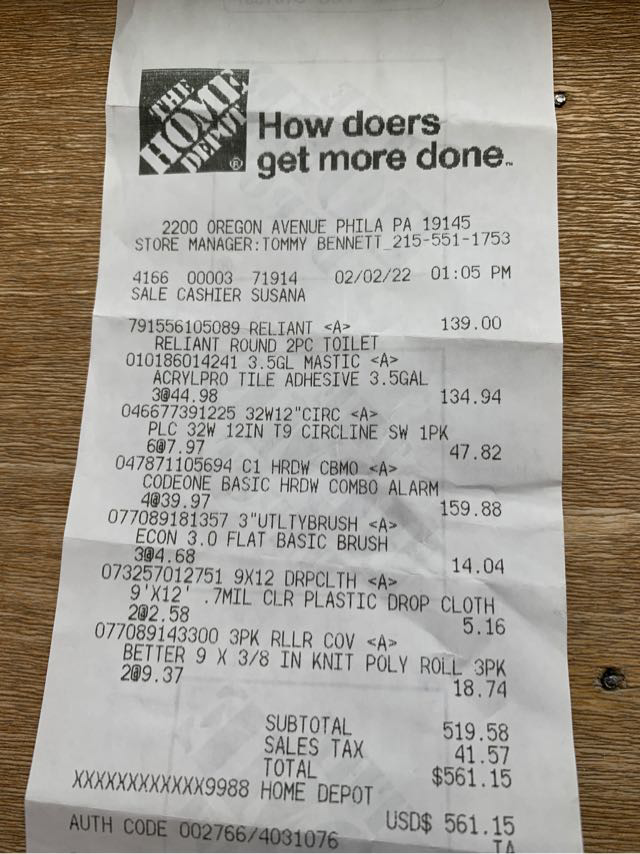 THE
HOME
DEPOT
®
How doers
get more done.™
2200 OREGON AVENUE PHILA PA 19145
STORE MANAGER:TOMMY BENNETT 215-551-1753
4166 00003 71914 02/02/22 01:05 PM
SALE CASHIER SUSANA
791556105089 RELIANT <A> 139.00
RELIANT ROUND 2PC TOILET
010186014241 3.5GL MASTIC <A>
ACRYLPRO TILE ADHESIVE 3.5GAL
3@44.98 134.94
046677391225 32W12"CIRC <A>
PLC 32W 12IN T9 CIRCLINE SW 1PK
6@7.97 47.82
047871105694 C1 HRDW CBMO <A>
CODEONE BASIC HRDW COMBO ALARM
4@39.97 159.88
077089181357 3"UTLTYBRUSH <A>
ECON 3.0 FLAT BASIC BRUSH
3@4.68 14.04
073257012751 9X12 DRPCLTH <A>
9'X12' .7MIL CLR PLASTIC DROP CLOTH
2@2.58 5.16
077089143300 3PK RLLR COV <A>
BETTER 9 X 3/8 IN KNIT POLY ROLL 3PK
2@9.37 18.74
SUBTOTAL 519.58
SALES TAX 41.57
TOTAL $561.15
XXXXXXXXXXXX9988 HOME DEPOT
USD$ 561.15
AUTH CODE 002766/4031076 TA